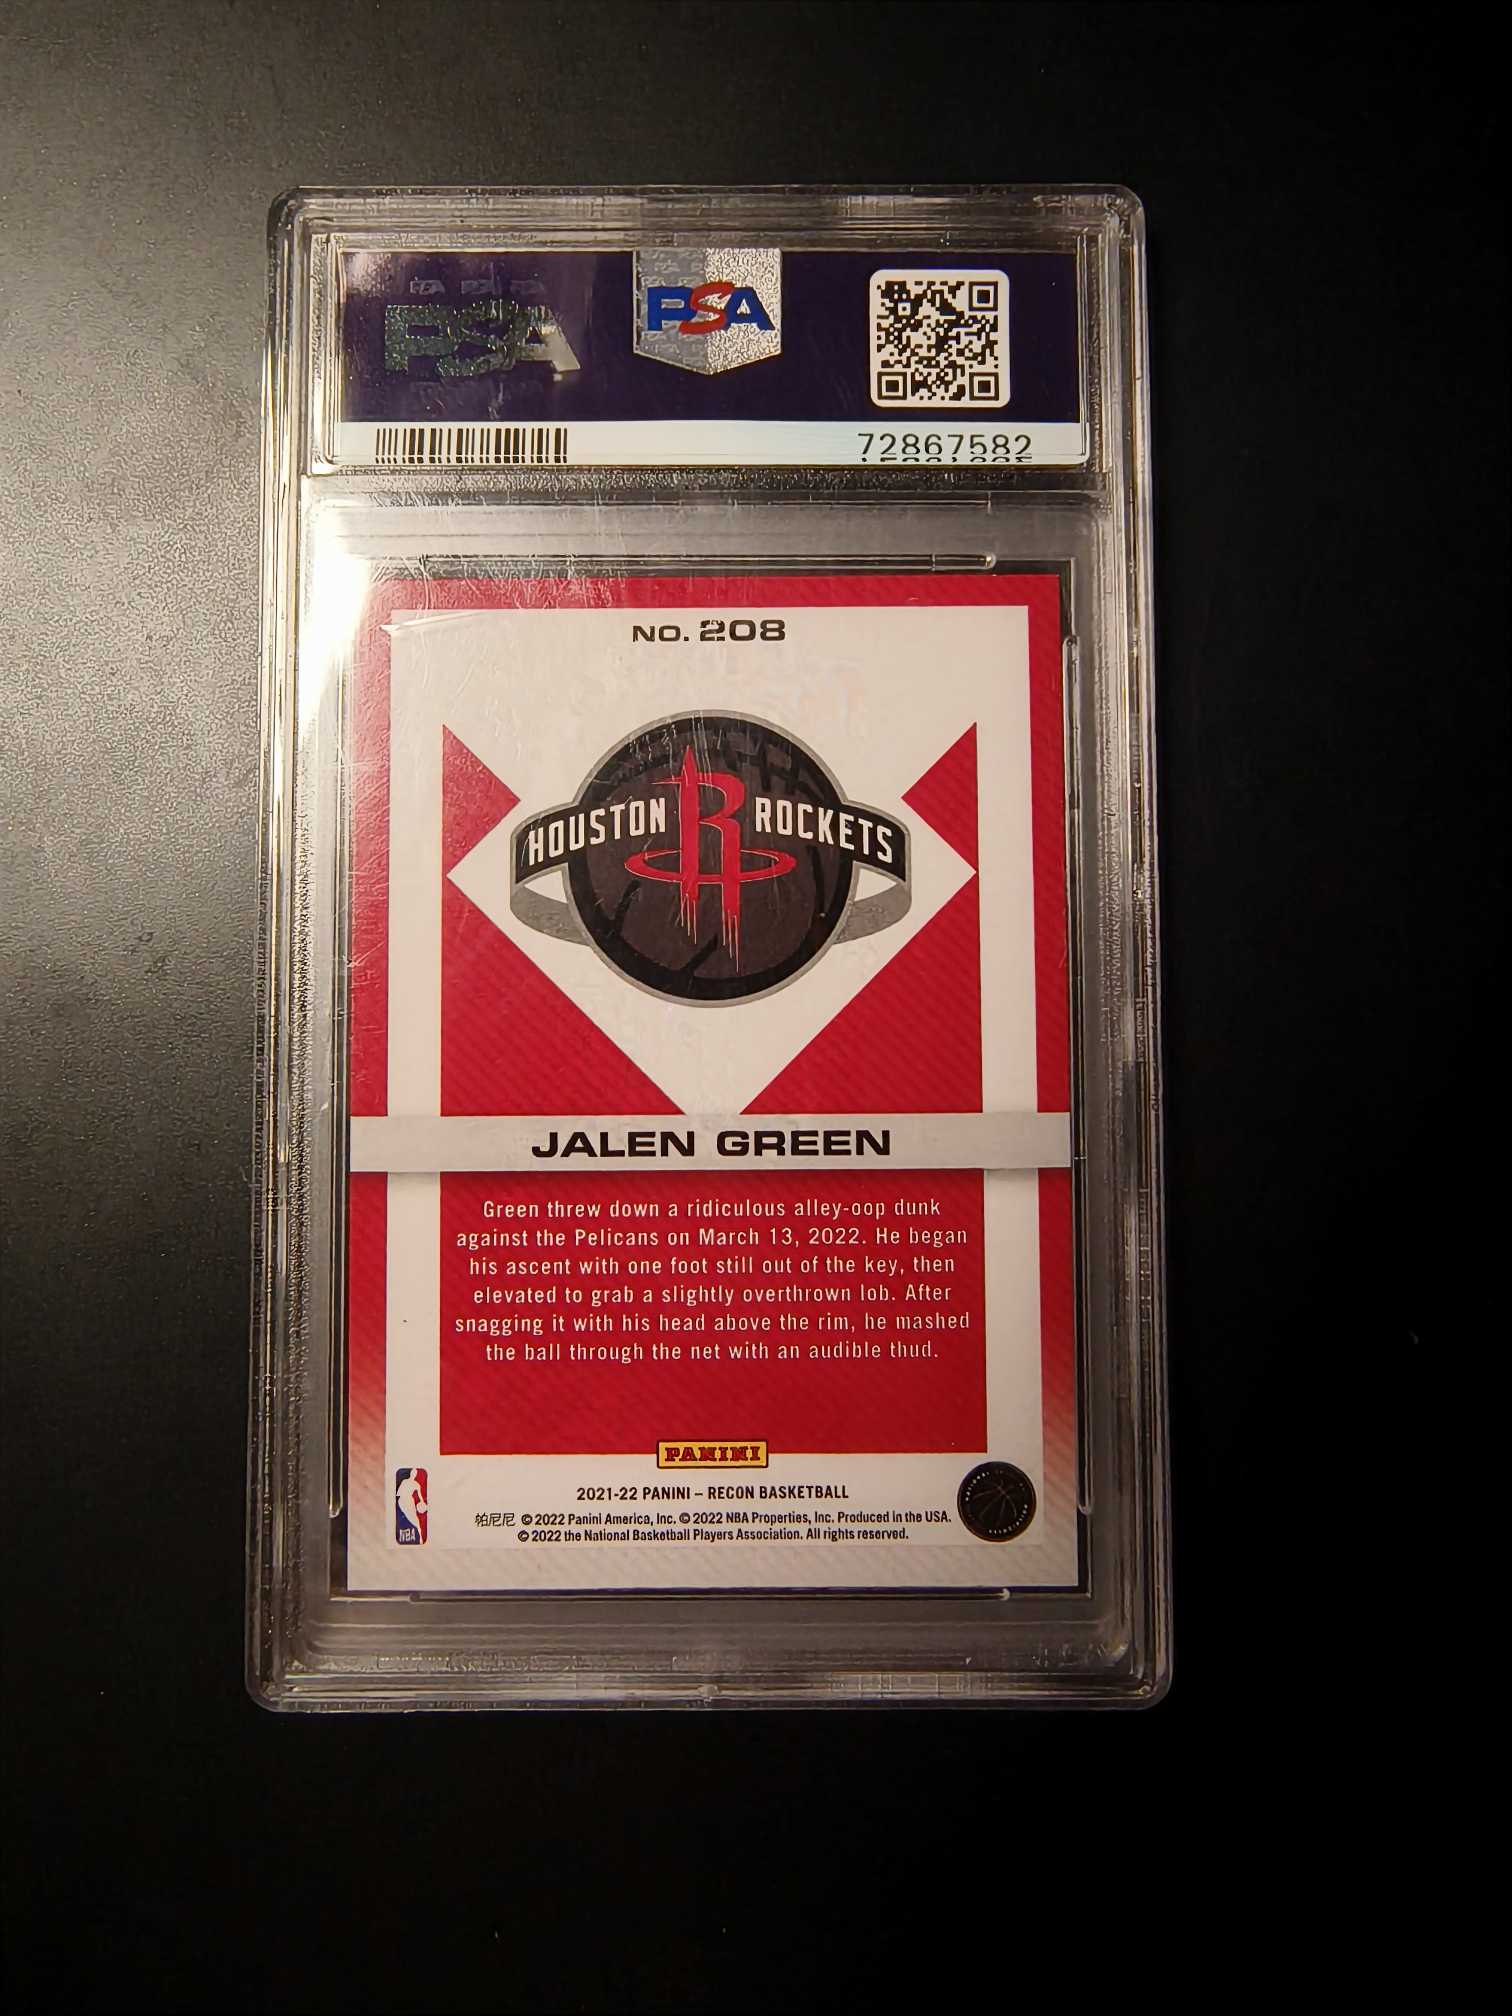 PSA
PSA
72867582
NO. 208
HOUSTON ROCKETS
JALEN GREEN
Green threw down a ridiculous alley-oop dunk
against the Pelicans on March 13, 2022. He began
his ascent with one foot still out of the key, then
elevated to grab a slightly overthrown lob. After
snagging it with his head above the rim, he mashed
the ball through the net with an audible thud.
PANINI
2021-22 PANINI – RECON BASKETBALL
帕尼尼 © 2022 Panini America, Inc. © 2022 NBA Properties, Inc. Produced in the USA.
© 2022 the National Basketball Players Association. All rights reserved.
NBA